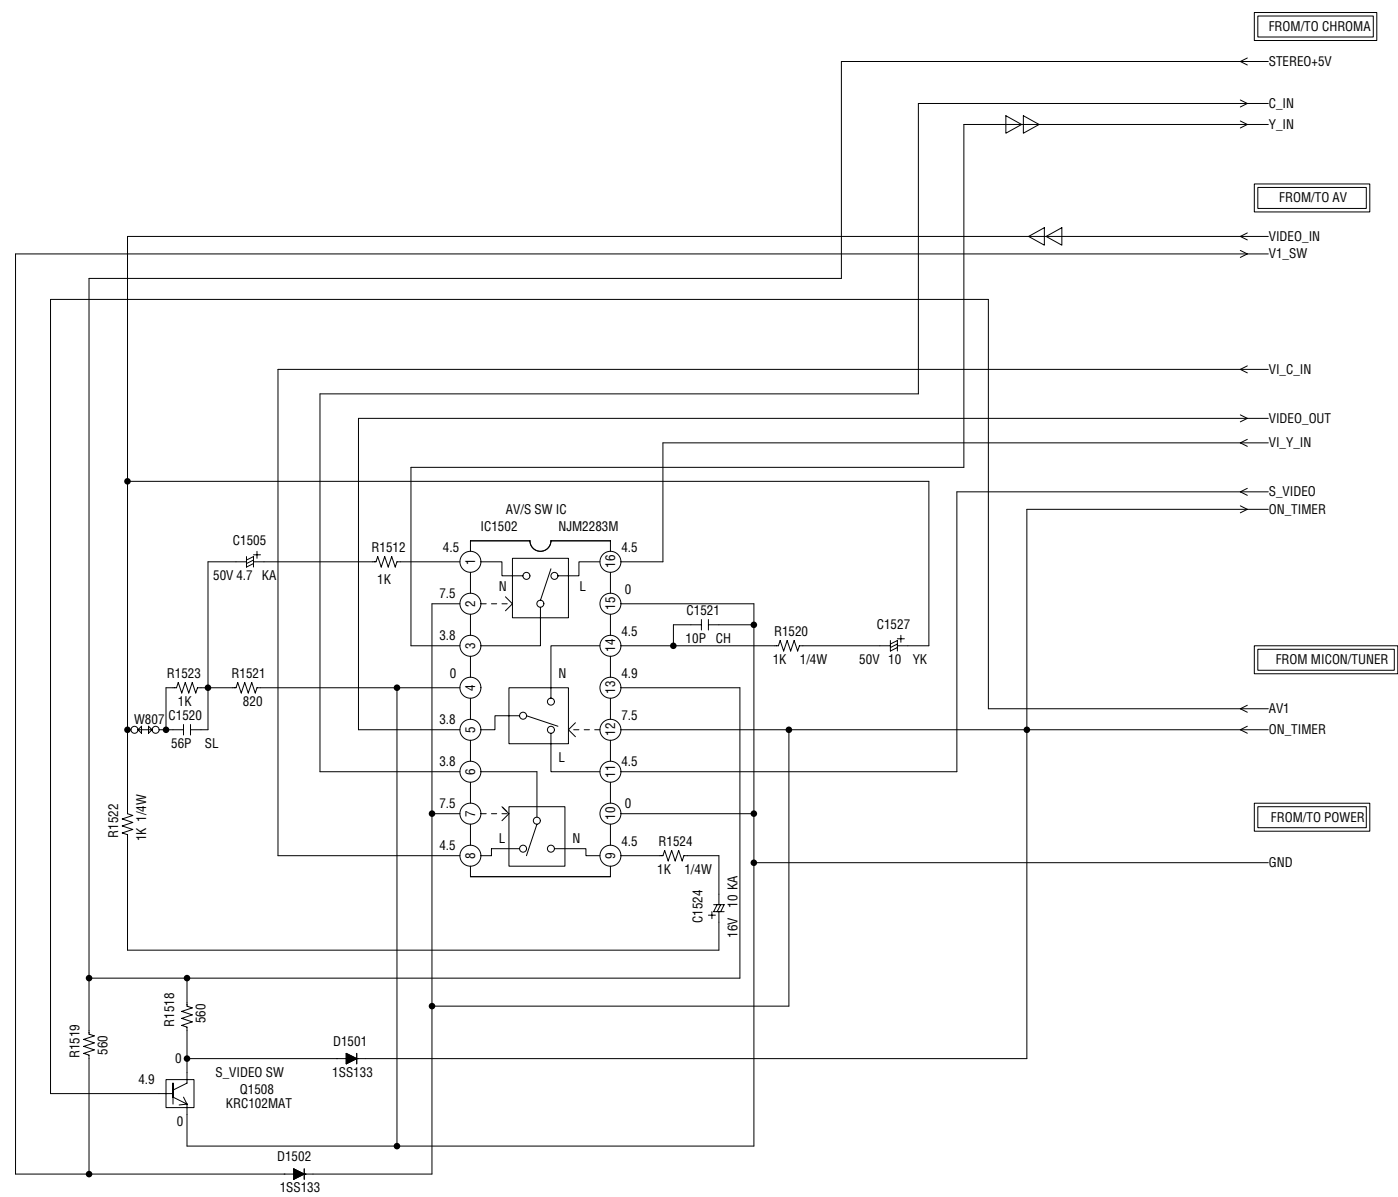 FROM/TO CHROMA
STEREO+5V
C_IN
Y_IN
FROM/TO AV
VIDEO_IN
V1_SW
VI_C_IN
VIDEO_OUT
VI_Y_IN
S_VIDEO
ON_TIMER
AV/S SW IC
IC1502 NJM2283M
C1505
50V 4.7 KA
R1512
1K
4.5 1 16 4.5
N L
7.5 2 15 0
3.8 3 14 4.5
C1521
10P CH
R1520
1K 1/4W
C1527
50V 10 YK
FROM MICON/TUNER
R1523
1K
R1521
820
0 4 13 4.9
N
AV1
W807
C1520
56P SL
3.8 5 12 7.5
ON_TIMER
L
3.8 6 11 4.5
R1522
1K 1/4W
7.5 7 10 0
FROM/TO POWER
L N
4.5 8 9 4.5
R1524
1K 1/4W
GND
C1524
16V 10 KA
R1518
560
R1519
560
D1501
1SS133
0
4.9
S_VIDEO SW
Q1508
KRC102MAT
0
D1502
1SS133